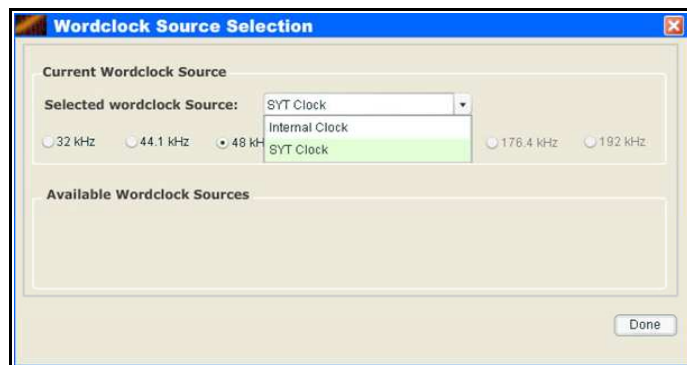 Wordclock Source Selection
Current Wordclock Source
Selected wordclock Source: SYT Clock
Internal Clock
SYT Clock
32 kHz 44.1 kHz 48 kH 176.4 kHz 192 kHz
Available Wordclock Sources
Done